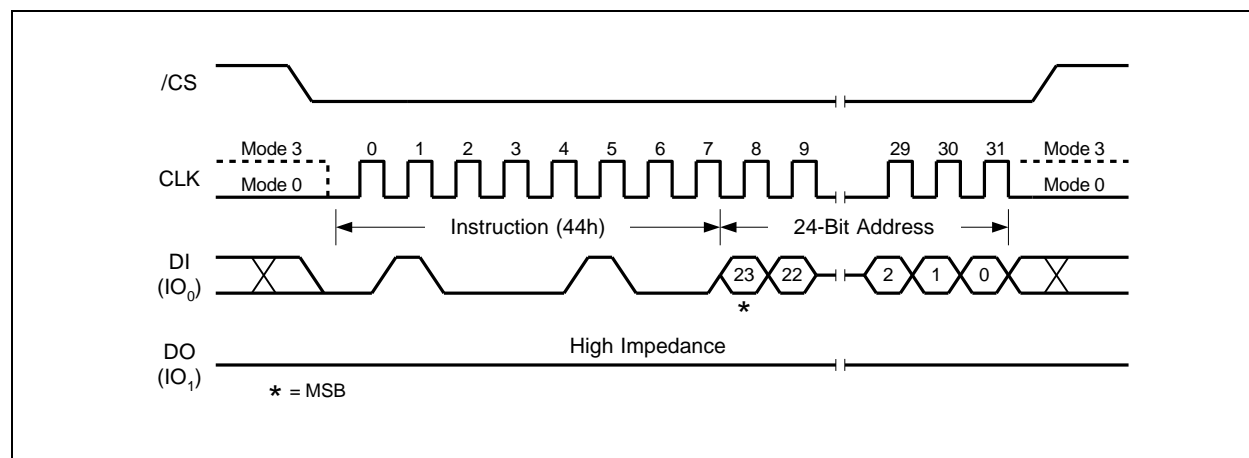 /CS
Mode 3 0 1 2 3 4 5 6 7 8 9 29 30 31 Mode 3
CLK
Mode 0 Mode 0
Instruction (44h) 24-Bit Address
DI
(IO0)
23 22 2 1 0
*
High Impedance
DO
(IO1)
* = MSB